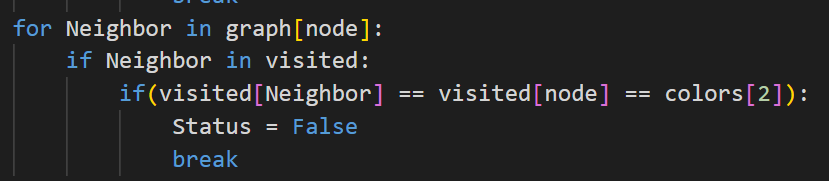 break
for Neighbor in graph[node]:
if Neighbor in visited:
if(visited[Neighbor] == visited[node] == colors[2]):
Status = False
break